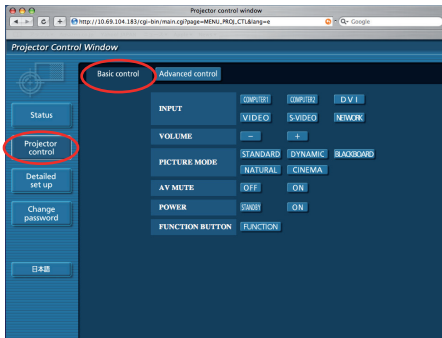 Projector control window
http://10.69.104.183/cgi-bin/main.cgi?page=MENU_PROJ_CTL&lang=e
Google
Projector Control Window
Basic control
Advanced control
Status
Projector control
Detailed set up
Change password
日本語
INPUT
COMPUTER1 COMPUTER2 DVI
VIDEO S-VIDEO NETWORK
VOLUME
- +
PICTURE MODE
STANDARD DYNAMIC BLACKBOARD
NATURAL CINEMA
AV MUTE
OFF ON
POWER
STANDBY ON
FUNCTION BUTTON
FUNCTION